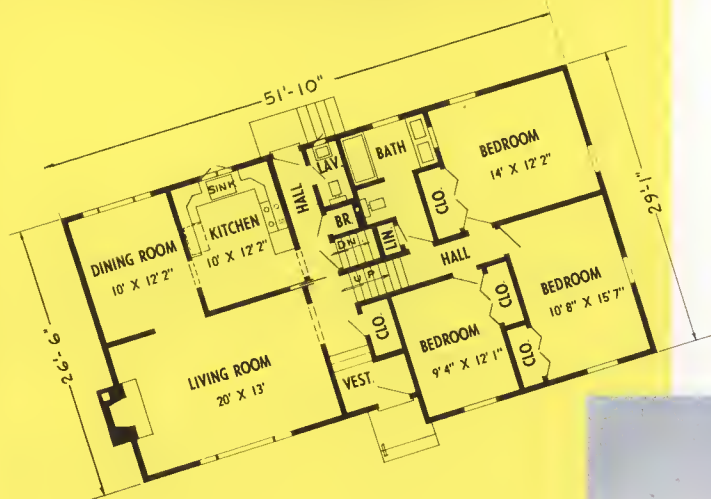 51'-10"
29'-1"
26'-6"
LAV.
BATH
BEDROOM
14' X 12'2"
SINK
HALL
KITCHEN
10' X 12'2"
BR.
DN
LIN.
CLO.
DINING ROOM
10' X 12'2"
UP
HALL
BEDROOM
10'8" X 15'7"
CLO.
CLO.
BEDROOM
9'4" X 12'1"
CLO.
LIVING ROOM
20' X 13'
VEST.